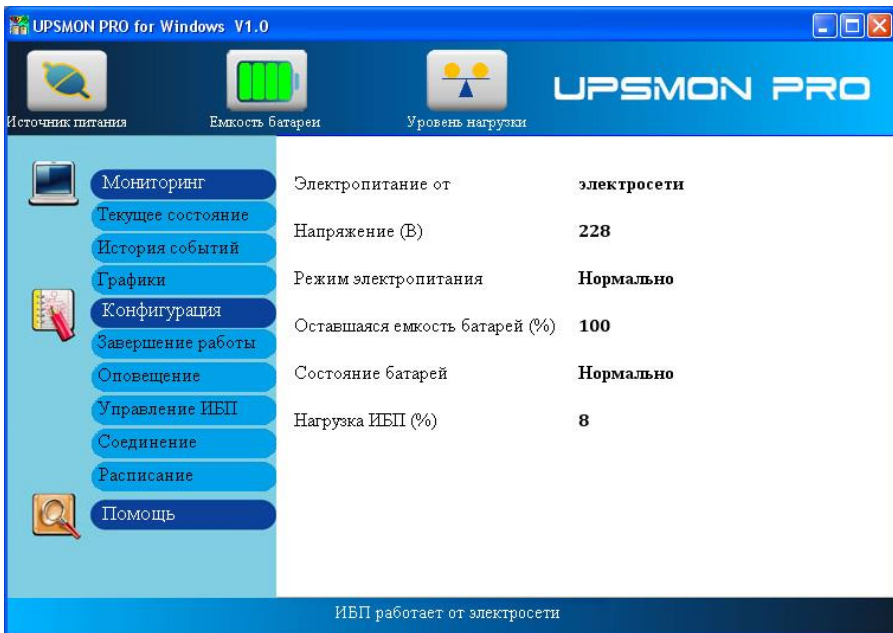 UPSMON PRO for Windows V1.0
Источник питания
Емкость батареи
Уровень нагрузки
UPSMON PRO
Мониторинг
Текущее состояние
История событий
Графики
Конфигурация
Завершение работы
Оповещение
Управление ИБП
Соединение
Расписание
Помощь
Электропитание от электросети
Напряжение (В) 228
Режим электропитания Нормально
Оставшаяся емкость батарей (%) 100
Состояние батарей Нормально
Нагрузка ИБП (%) 8
ИБП работает от электросети